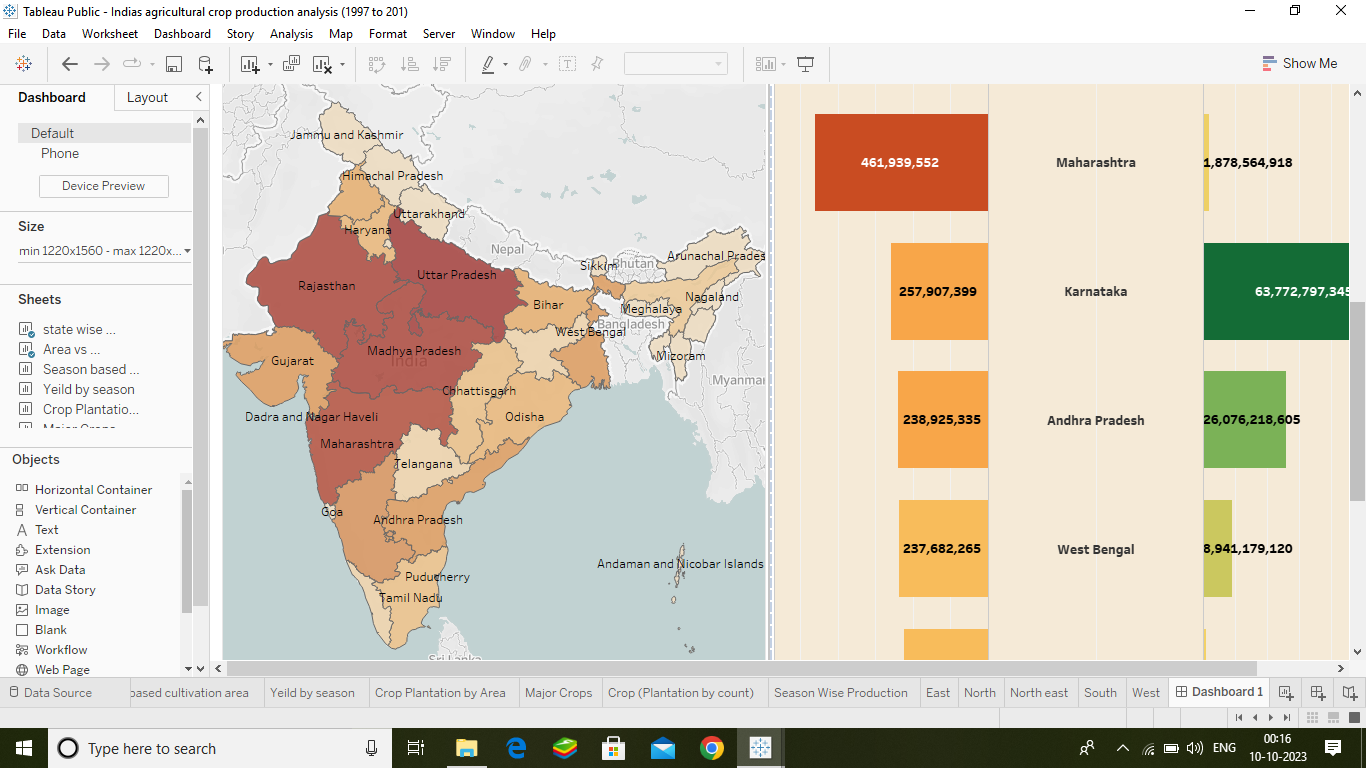 Tableau Public - Indias agricultural crop production analysis (1997 to 201)
File Data Worksheet Dashboard Story Analysis Map Format Server Window Help
Show Me
Dashboard Layout
Default
Phone
Device Preview
Size
min 1220x1560 - max 1220x...
Sheets
state wise ...
Area vs ...
Season based ...
Yeild by season
Crop Plantatio...
Major Crops
Objects
Horizontal Container
Vertical Container
Text
Extension
Ask Data
Data Story
Image
Blank
Workflow
Web Page
Jammu and Kashmir
Himachal Pradesh
Uttarakhand
Haryana
Nepal
Arunachal Prades
Sikkim
Bhutan
Uttar Pradesh
Rajasthan
Nagaland
Bihar
Meghalaya
Bangladesh
West Bengal
Madhya Pradesh
India
Mizoram
Gujarat
Myanmar
Chhattisgarh
Dadra and Nagar Haveli
Odisha
Maharashtra
Telangana
Goa
Andhra Pradesh
Andaman and Nicobar Islands
Puducherry
Tamil Nadu
Sri Lanka
461,939,552 Maharashtra 1,878,564,918
257,907,399 Karnataka 63,772,797,345
238,925,335 Andhra Pradesh 26,076,218,605
237,682,265 West Bengal 8,941,179,120
Data Source based cultivation area Yeild by season Crop Plantation by Area Major Crops Crop (Plantation by count) Season Wise Production East North North east South West Dashboard 1
Type here to search
ENG
00:16
10-10-2023